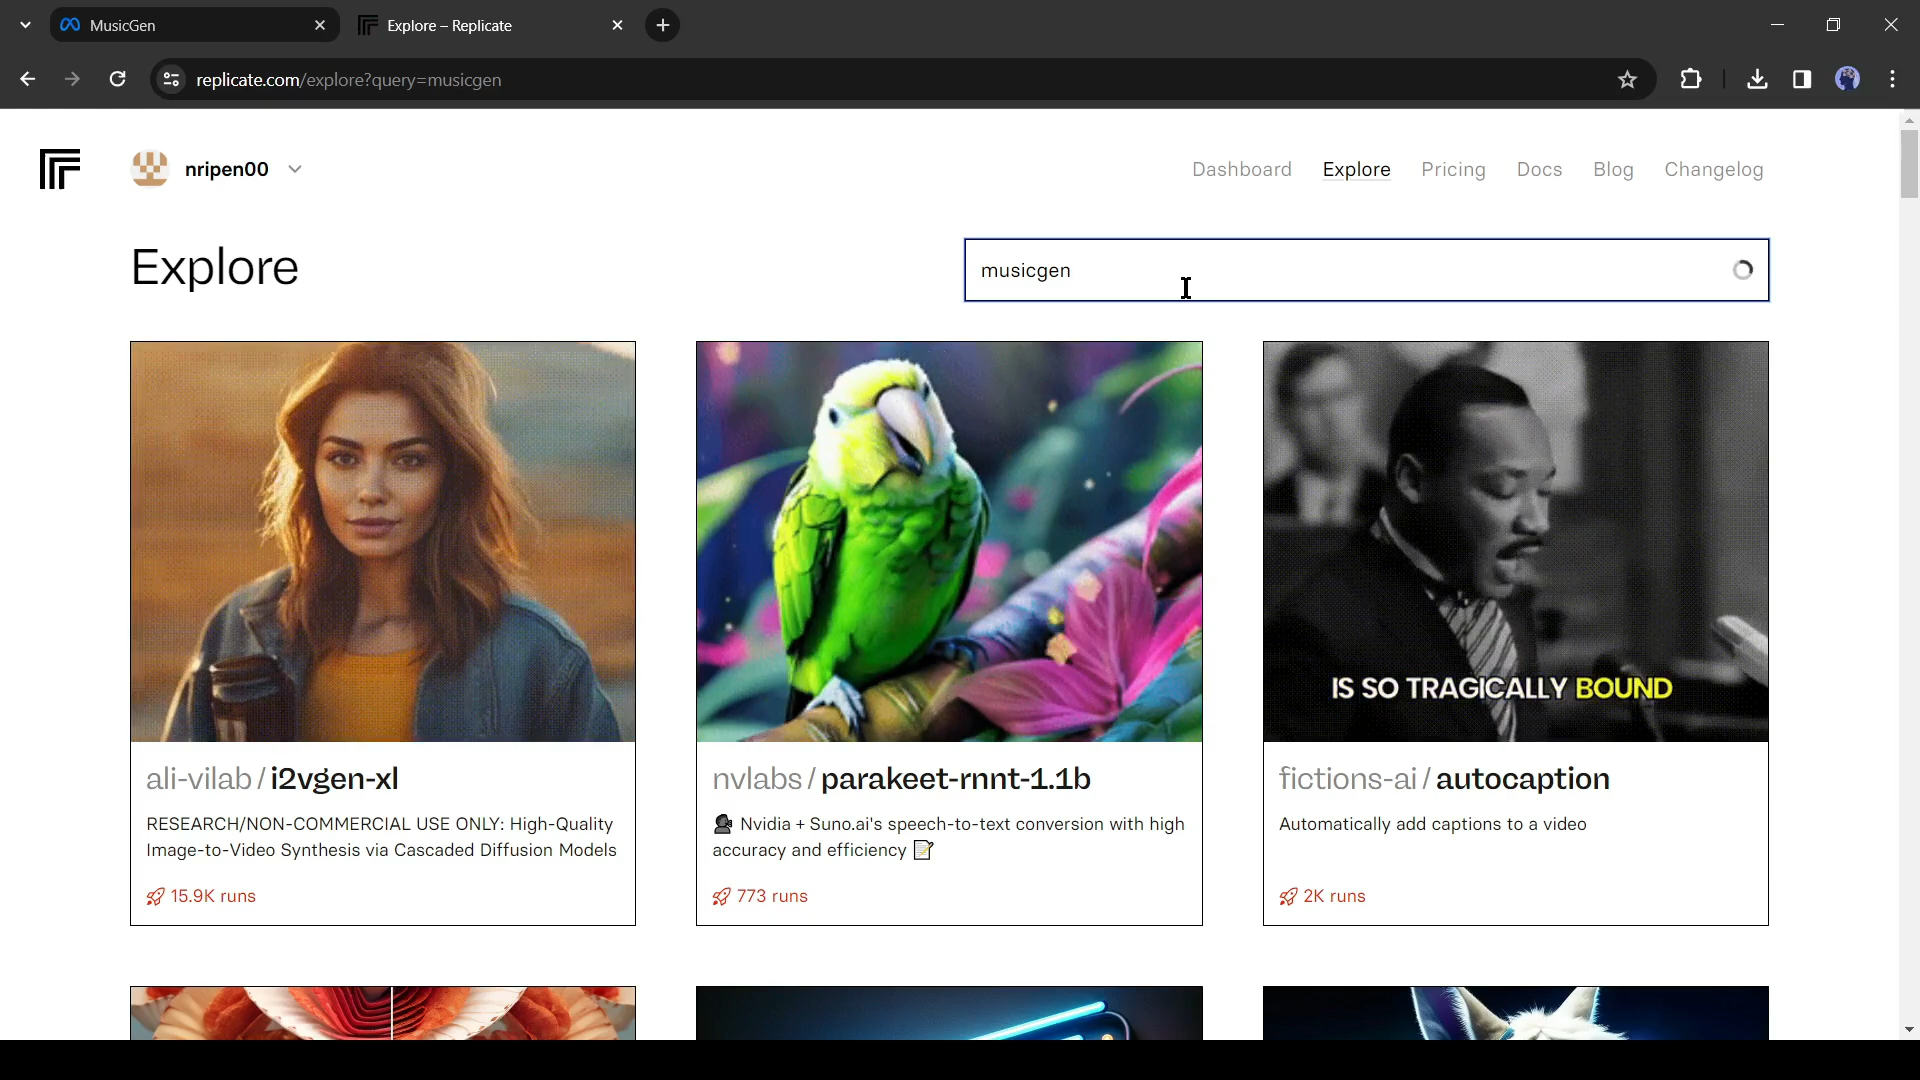 MusicGen
Explore – Replicate
replicate.com/explore?query=musicgen
nripen00
Dashboard
Explore
Pricing
Docs
Blog
Changelog
Explore
musicgen
IS SO TRAGICALLY BOUND
ali-vilab / i2vgen-xl
RESEARCH/NON-COMMERCIAL USE ONLY: High-Quality
Image-to-Video Synthesis via Cascaded Diffusion Models
15.9K runs
nvlabs / parakeet-rnnt-1.1b
🗣️ Nvidia + Suno.ai's speech-to-text conversion with high
accuracy and efficiency 📝
773 runs
fictions-ai / autocaption
Automatically add captions to a video
2K runs